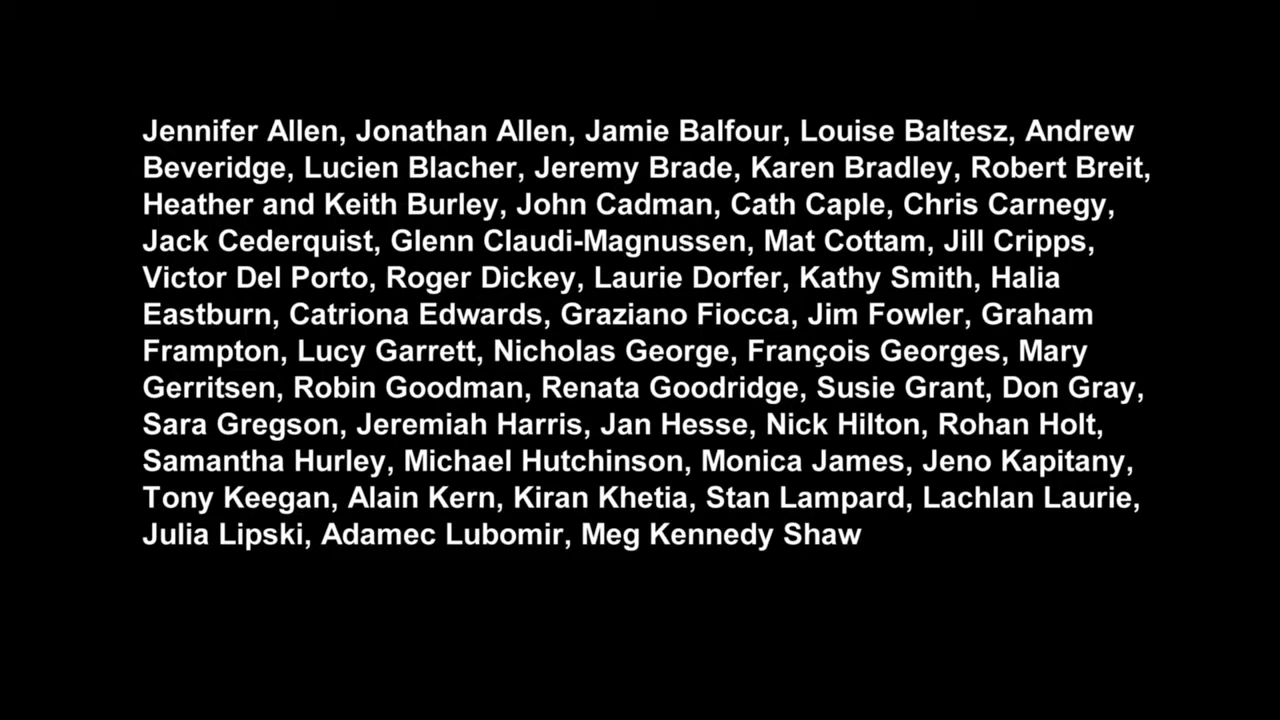 Jennifer Allen, Jonathan Allen, Jamie Balfour, Louise Baltesz, Andrew
Beveridge, Lucien Blacher, Jeremy Brade, Karen Bradley, Robert Breit,
Heather and Keith Burley, John Cadman, Cath Caple, Chris Carnegy,
Jack Cederquist, Glenn Claudi-Magnussen, Mat Cottam, Jill Cripps,
Victor Del Porto, Roger Dickey, Laurie Dorfer, Kathy Smith, Halia
Eastburn, Catriona Edwards, Graziano Fiocca, Jim Fowler, Graham
Frampton, Lucy Garrett, Nicholas George, François Georges, Mary
Gerritsen, Robin Goodman, Renata Goodridge, Susie Grant, Don Gray,
Sara Gregson, Jeremiah Harris, Jan Hesse, Nick Hilton, Rohan Holt,
Samantha Hurley, Michael Hutchinson, Monica James, Jeno Kapitany,
Tony Keegan, Alain Kern, Kiran Khetia, Stan Lampard, Lachlan Laurie,
Julia Lipski, Adamec Lubomir, Meg Kennedy Shaw